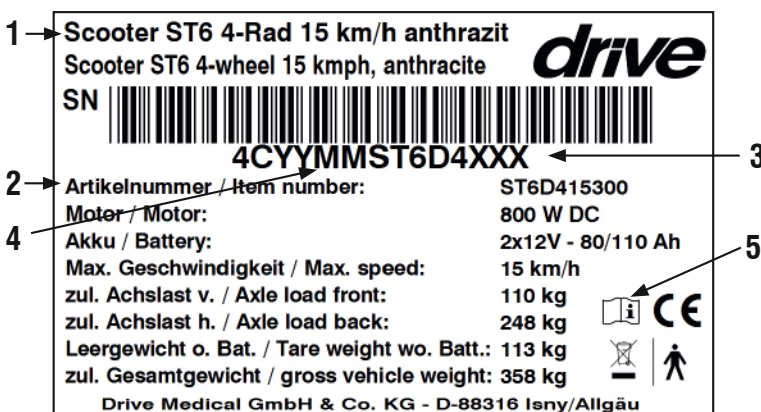 1 Scooter ST6 4-Rad 15 km/h anthrazit
drive
Scooter ST6 4-wheel 15 kmph, anthracite
SN
4CYYMMST6D4XXX 3
2 Artikelnummer / Item number: ST6D415300
Motor / Motor: 800 W DC
4 Akku / Battery: 2x12V - 80/110 Ah
5
Max. Geschwindigkeit / Max. speed: 15 km/h
zul. Achslast v. / Axle load front: 110 kg
i CE
zul. Achslast h. / Axle load back: 248 kg
Leergewicht o. Bat. / Tare weight wo. Batt.: 113 kg
zul. Gesamtgewicht / gross vehicle weight: 358 kg
Drive Medical GmbH & Co. KG - D-88316 Isny/Allgäu